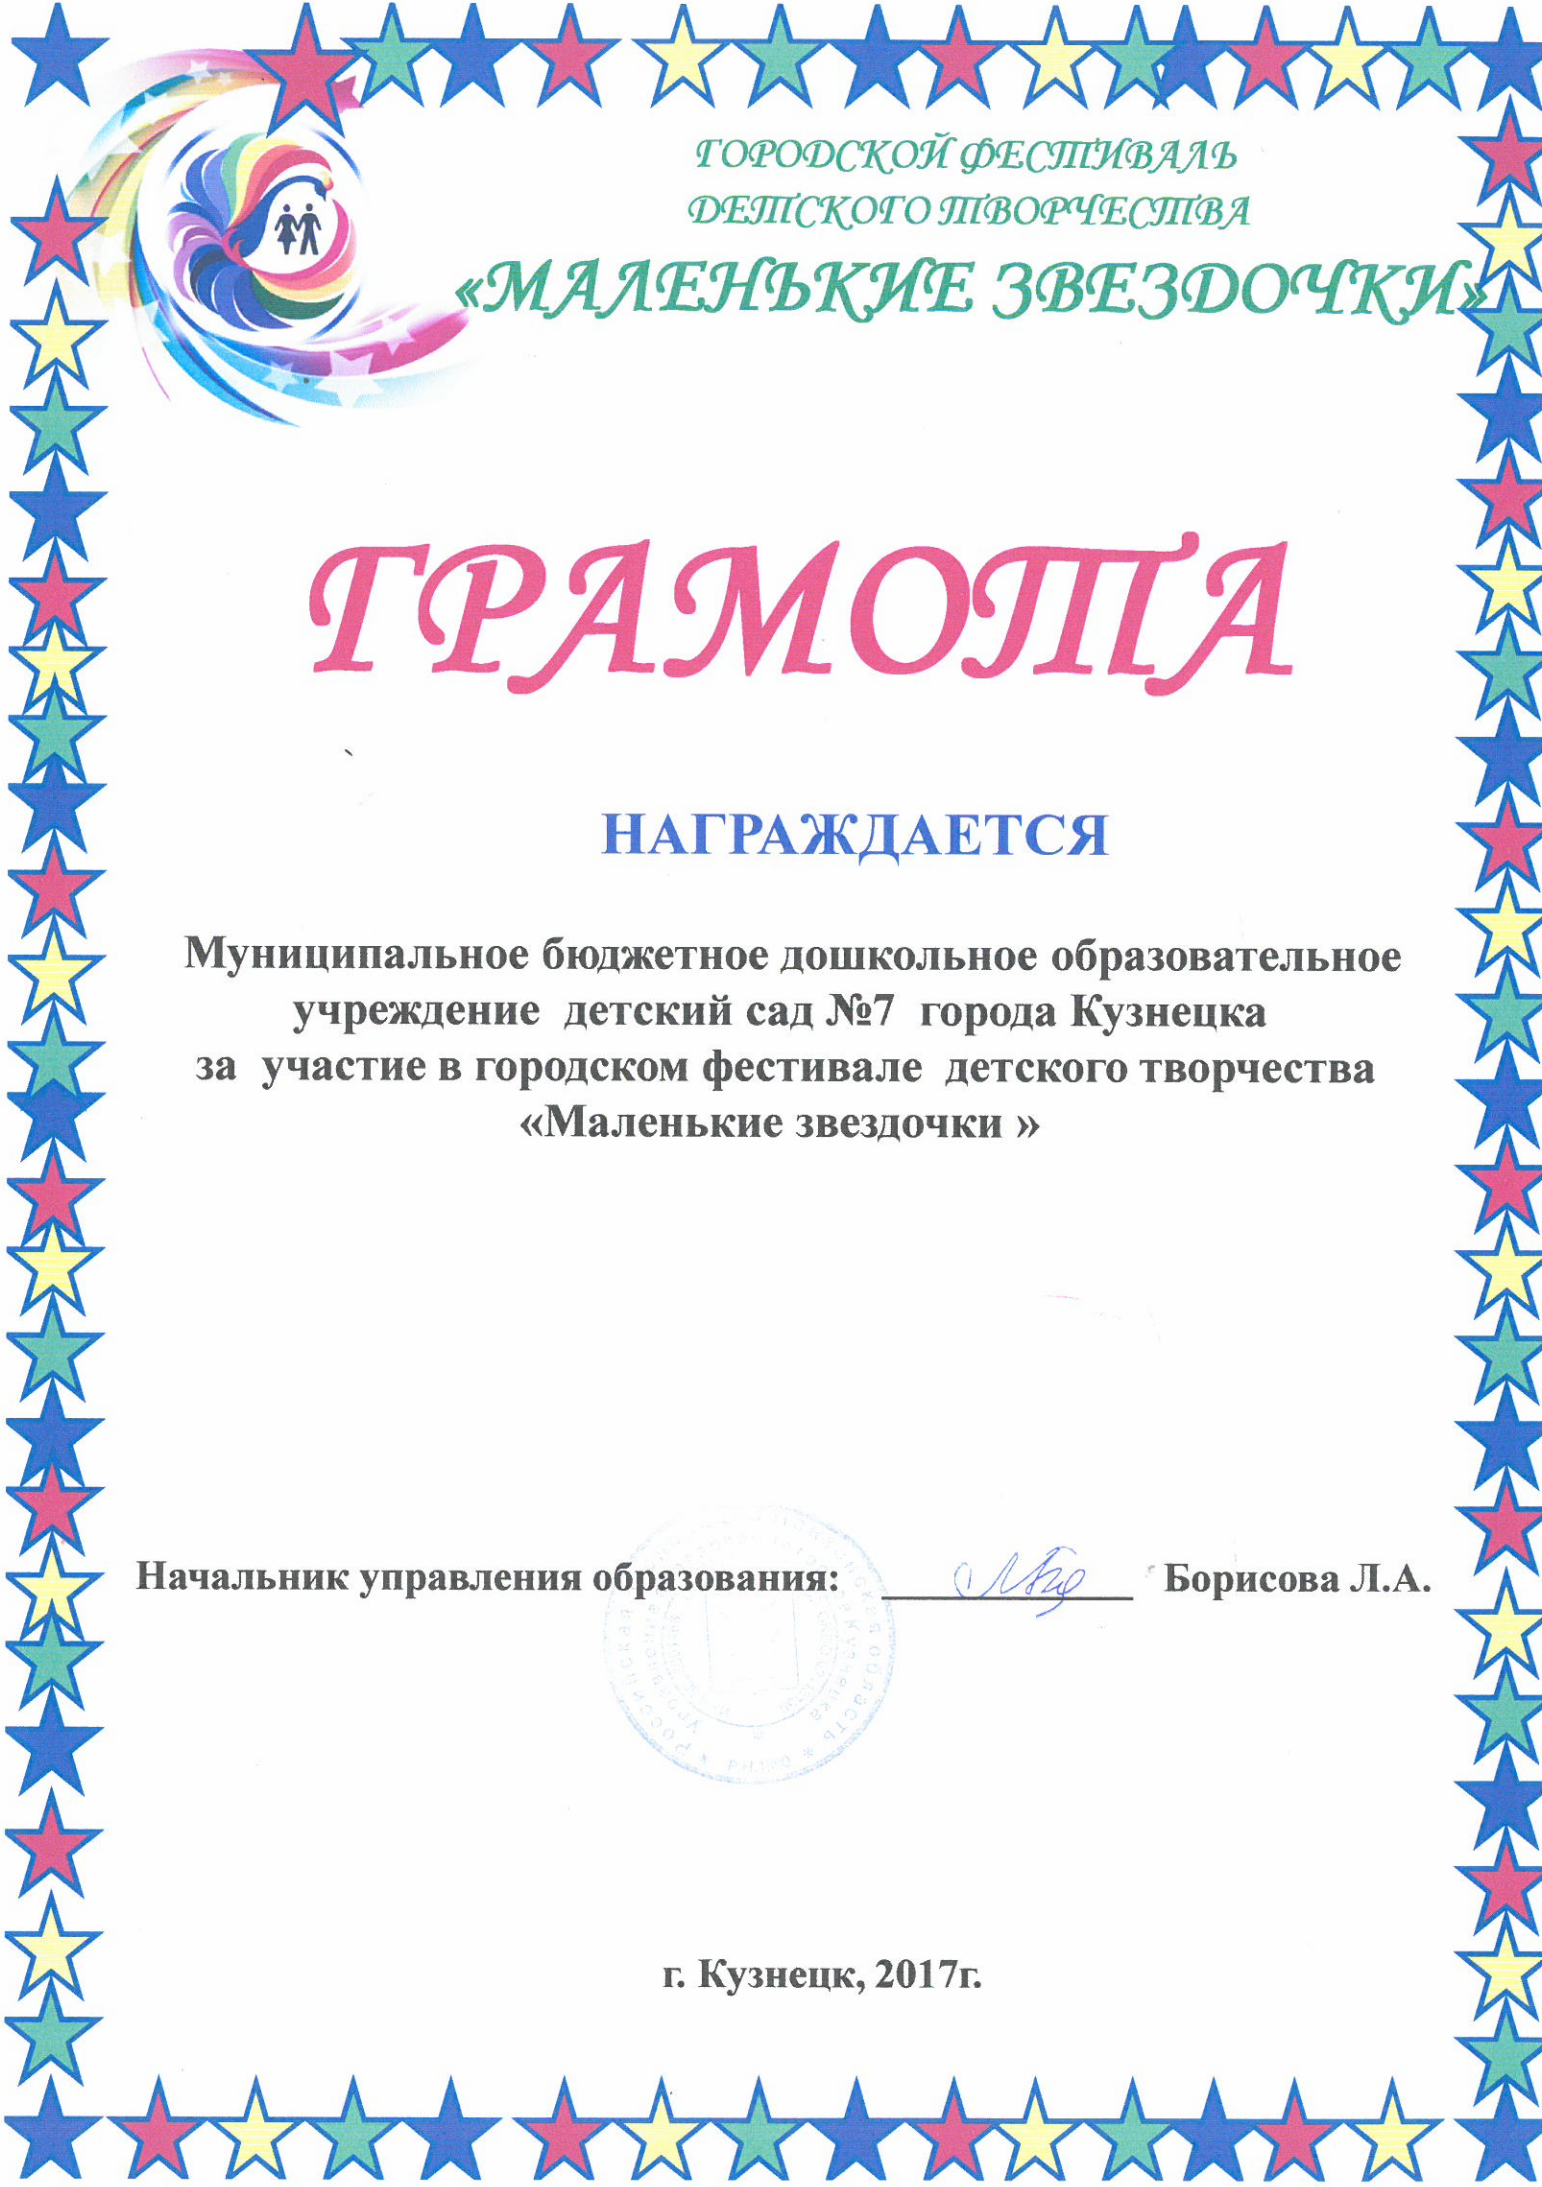 ГОРОДСКОЙ ФЕСТИВАЛЬ
ДЕТСКОГО ТВОРЧЕСТВА
«МАЛЕНЬКИЕ ЗВЕЗДОЧКИ»
ГРАМОТА
НАГРАЖДАЕТСЯ
Муниципальное бюджетное дошкольное образовательное
учреждение детский сад №7 города Кузнецка
за участие в городском фестивале детского творчества
«Маленькие звездочки »
Начальник управления образования: Борисова Л.А.
г. Кузнецк, 2017г.